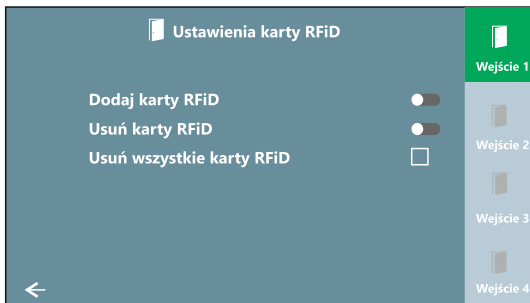 Ustawienia karty RFiD
Dodaj karty RFiD
Usuń karty RFiD
Usuń wszystkie karty RFiD
Wejście 1
Wejście 2
Wejście 3
Wejście 4